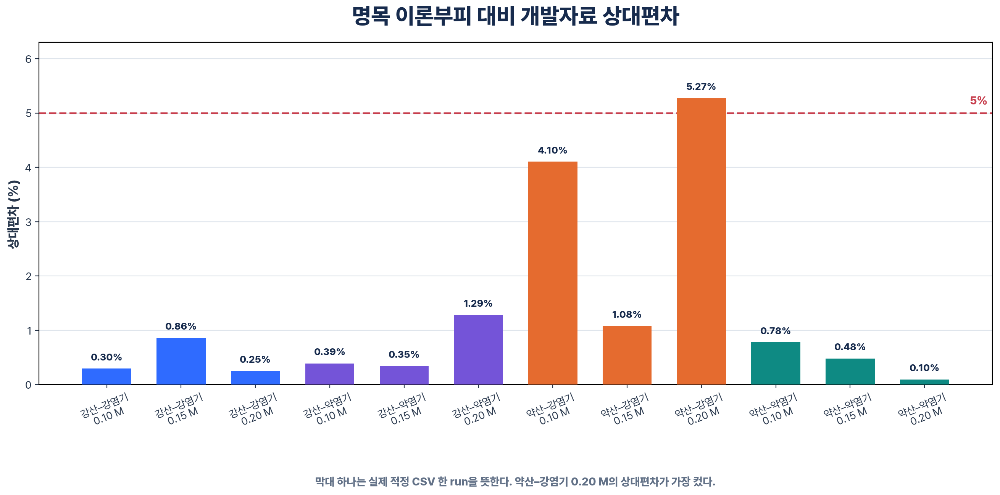 명목 이론부피 대비 개발자료 상대편차
상대편차 (%)
6
5
4
3
2
1
0
5%
0.30%
0.86%
0.25%
0.39%
0.35%
1.29%
4.10%
1.08%
5.27%
0.78%
0.48%
0.10%
강산–강염기
0.10 M
강산–강염기
0.15 M
강산–강염기
0.20 M
강산–약염기
0.10 M
강산–약염기
0.15 M
강산–약염기
0.20 M
약산–강염기
0.10 M
약산–강염기
0.15 M
약산–강염기
0.20 M
약산–약염기
0.10 M
약산–약염기
0.15 M
약산–약염기
0.20 M
막대 하나는 실제 적정 CSV 한 run을 뜻한다. 약산–강염기 0.20 M의 상대편차가 가장 컸다.